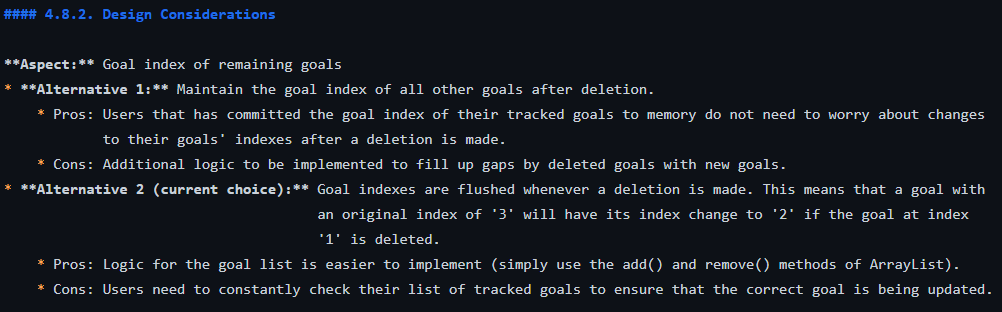 #### 4.8.2. Design Considerations
**Aspect:** Goal index of remaining goals
* **Alternative 1:** Maintain the goal index of all other goals after deletion.
* Pros: Users that has committed the goal index of their tracked goals to memory do not need to worry about changes
to their goals' indexes after a deletion is made.
* Cons: Additional logic to be implemented to fill up gaps by deleted goals with new goals.
* **Alternative 2 (current choice):** Goal indexes are flushed whenever a deletion is made. This means that a goal with
an original index of '3' will have its index change to '2' if the goal at index
'1' is deleted.
* Pros: Logic for the goal list is easier to implement (simply use the add() and remove() methods of ArrayList).
* Cons: Users need to constantly check their list of tracked goals to ensure that the correct goal is being updated.